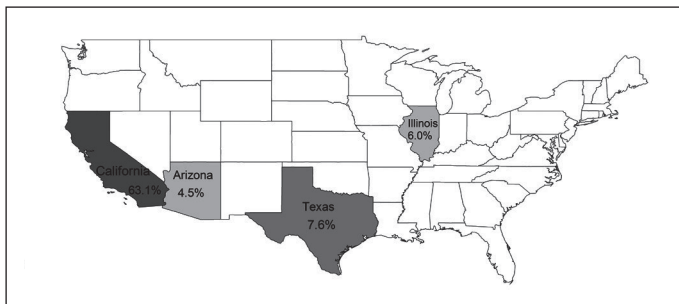 Illinois
6.0%
California
63.1%
Arizona
4.5%
Texas
7.6%